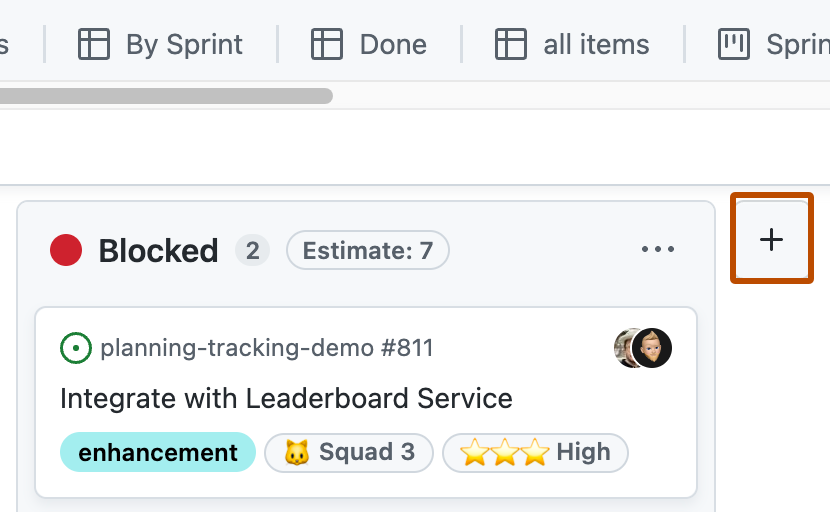 s By Sprint Done all items Sprin
Blocked 2 Estimate: 7
planning-tracking-demo #811
Integrate with Leaderboard Service
enhancement Squad 3 High